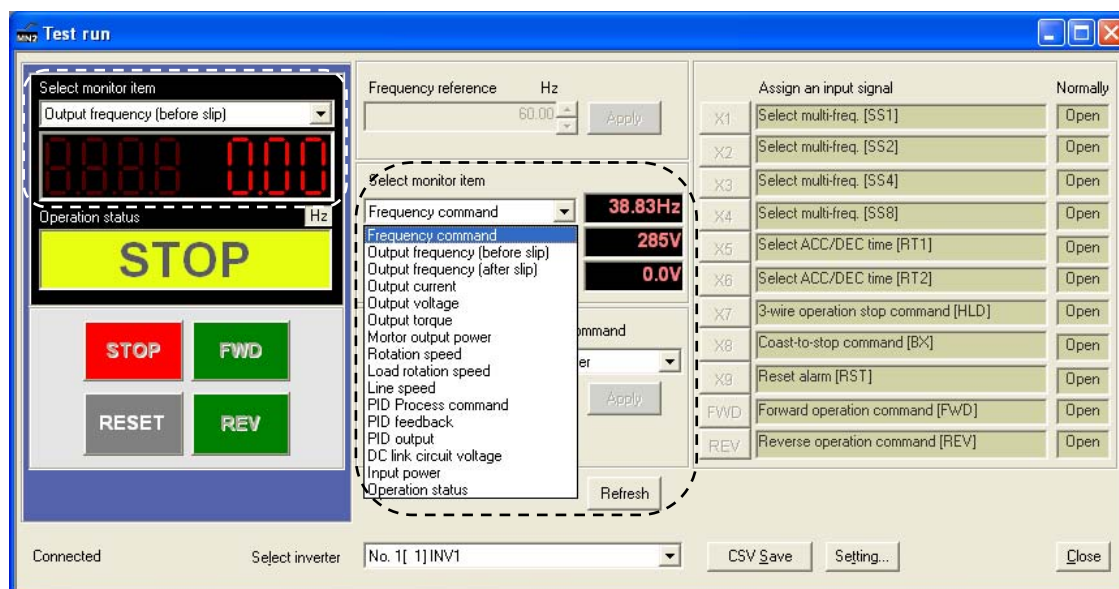 MN2 Test run
Select monitor item
Output frequency (before slip)
0.00
Operation status
Hz
STOP
STOP
FWD
RESET
REV
Frequency reference Hz
60.00
Apply
Select monitor item
Frequency command
38.83Hz
285V
0.0V
Frequency command
Output frequency (before slip)
Output frequency (after slip)
Output current
Output voltage
Output torque
Mortor output power
Rotation speed
Load rotation speed
Line speed
PID Process command
PID feedback
PID output
DC link circuit voltage
Input power
Operation status
mmand
er
Apply
Refresh
Assign an input signal Normally
X1 Select multi-freq. [SS1] Open
X2 Select multi-freq. [SS2] Open
X3 Select multi-freq. [SS4] Open
X4 Select multi-freq. [SS8] Open
X5 Select ACC/DEC time [RT1] Open
X6 Select ACC/DEC time [RT2] Open
X7 3-wire operation stop command [HLD] Open
X8 Coast-to-stop command [BX] Open
X9 Reset alarm [RST] Open
FWD Forward operation command [FWD] Open
REV Reverse operation command [REV] Open
Connected
Select inverter
No. 1[ 1] INV1
CSV Save
Setting...
Close